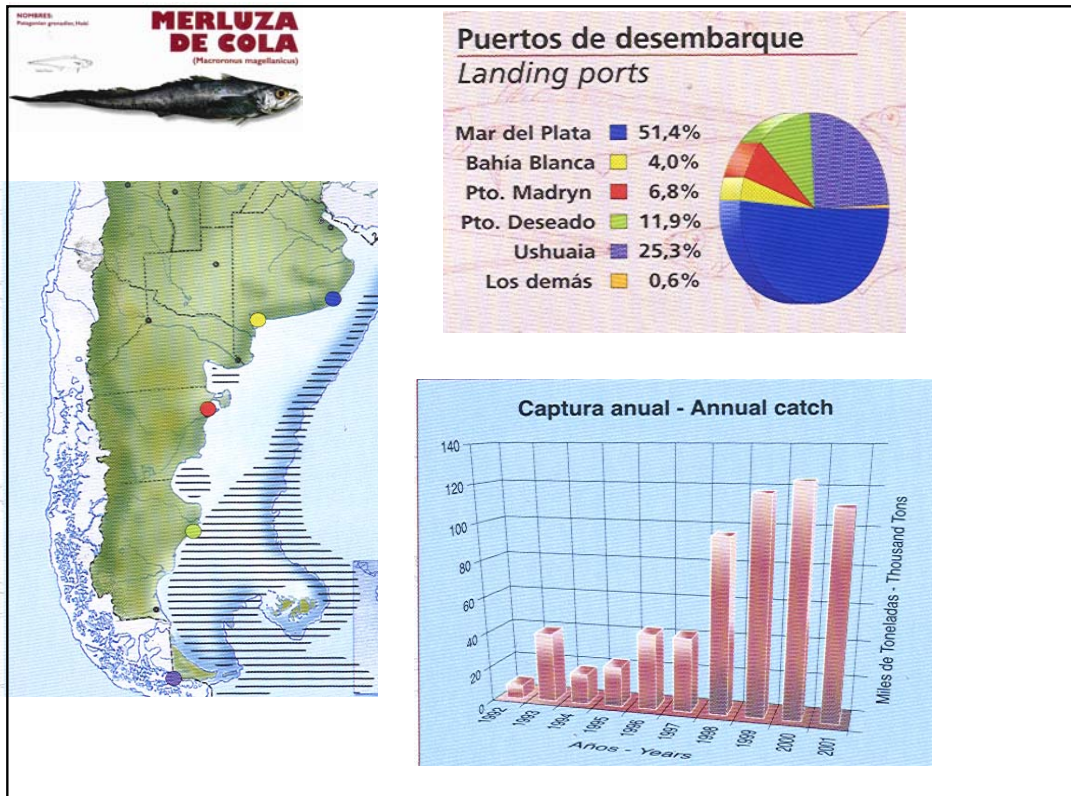 NOMBRES:
Patagonian grenadier, Hoki
MERLUZA
DE COLA
(Macroronus magellanicus)
Puertos de desembarque
Landing ports
Mar del Plata 51,4%
Bahía Blanca 4,0%
Pto. Madryn 6,8%
Pto. Deseado 11,9%
Ushuaia 25,3%
Los demás 0,6%
Captura anual - Annual catch
140
120
100
80
60
40
20
0
1992 1993 1994 1995 1996 1997 1998 1999 2000 2001
Años - Years
Miles de Toneladas - Thousand Tons